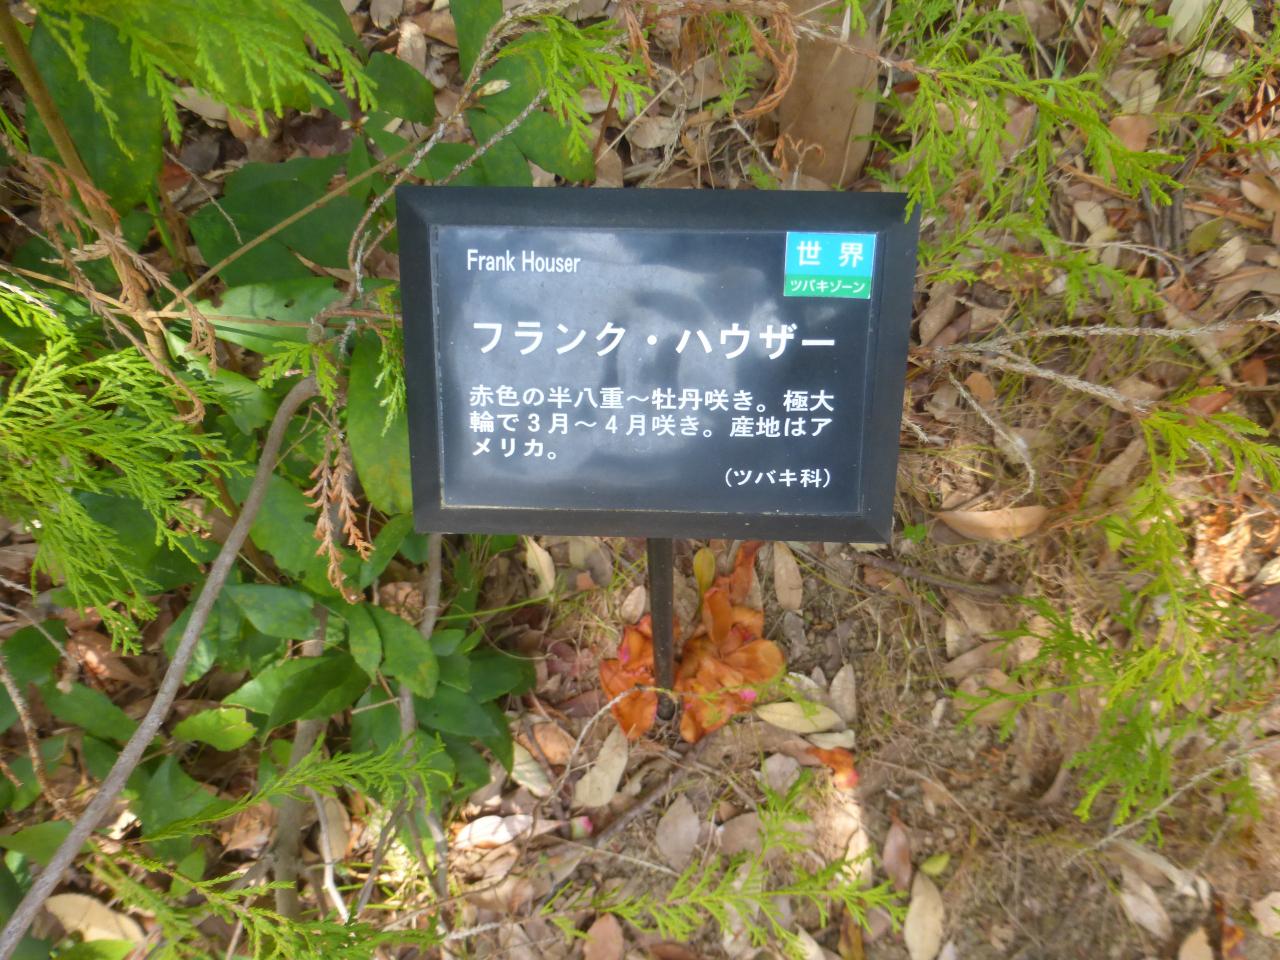 Frank Houser
世界
ツバキゾーン
フランク・ハウザー
赤色の半八重〜牡丹咲き。極大
輪で3月〜4月咲き。産地はア
メリカ。
(ツバキ科)